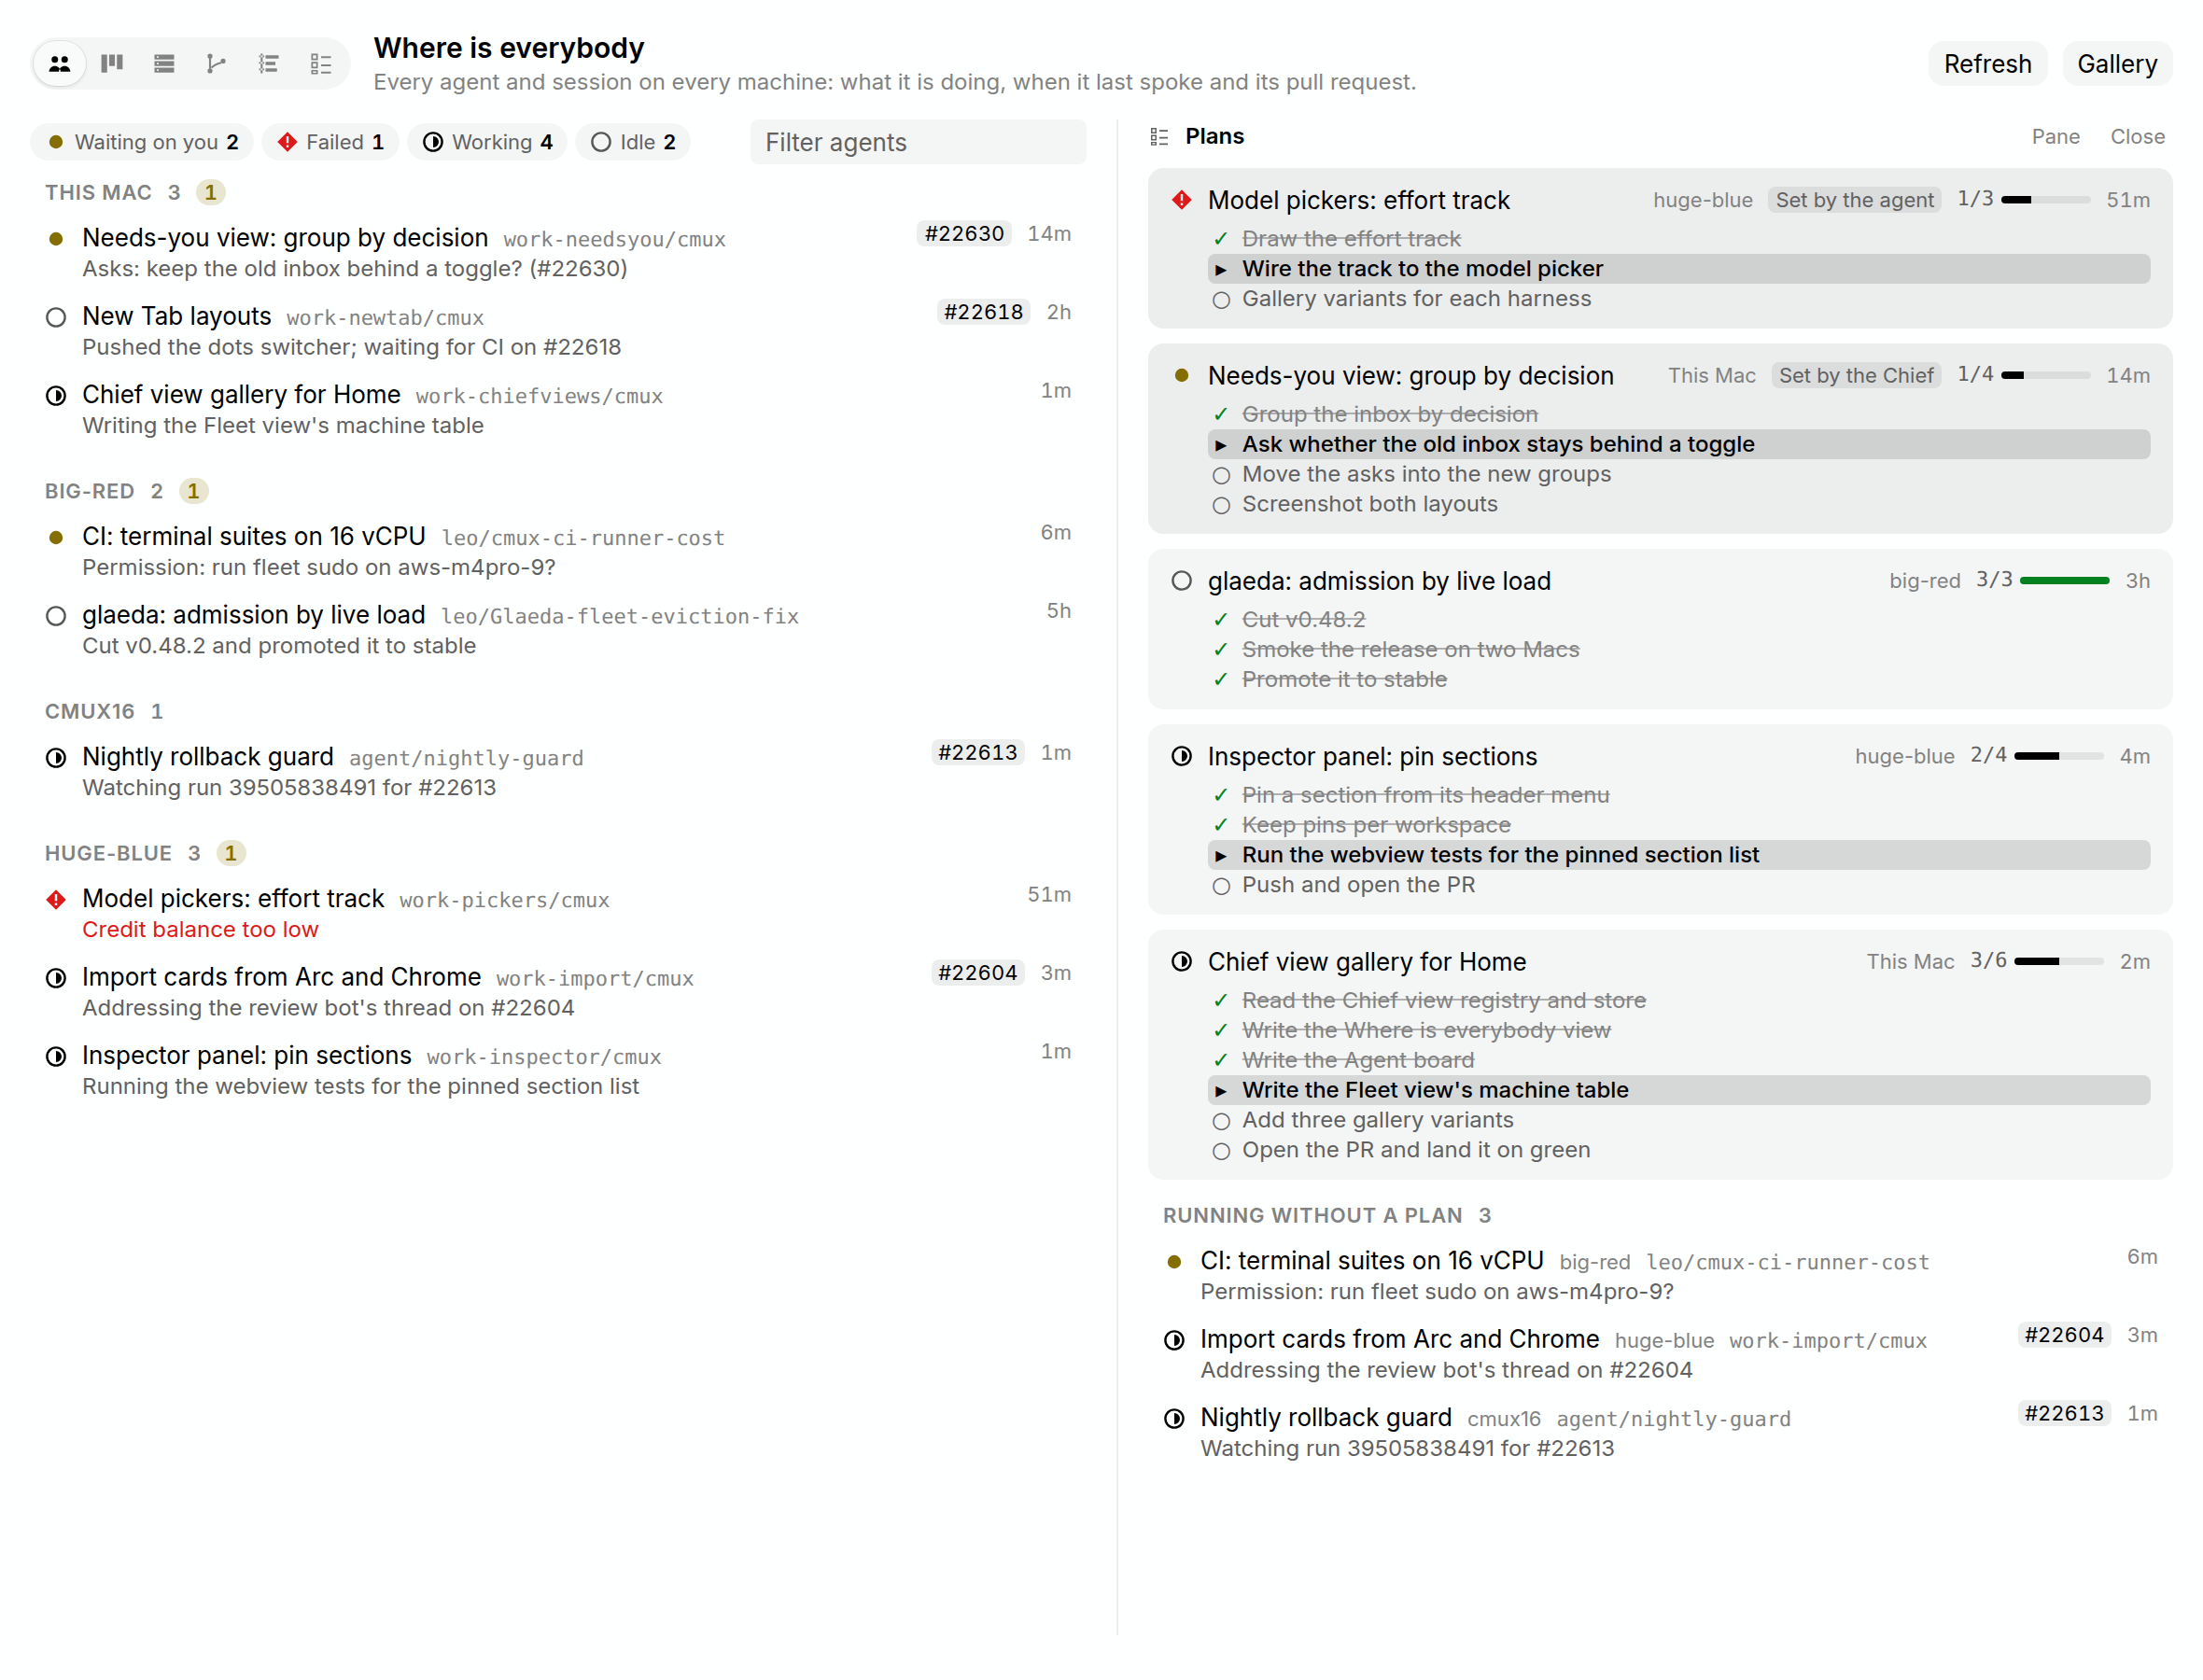 Where is everybody
Every agent and session on every machine: what it is doing, when it last spoke and its pull request.
Refresh
Gallery
Waiting on you 2
Failed 1
Working 4
Idle 2
Filter agents
THIS MAC 3 1
Needs-you view: group by decision work-needsyou/cmux #22630 14m
Asks: keep the old inbox behind a toggle? (#22630)
New Tab layouts work-newtab/cmux #22618 2h
Pushed the dots switcher; waiting for CI on #22618
Chief view gallery for Home work-chiefviews/cmux 1m
Writing the Fleet view's machine table
BIG-RED 2 1
CI: terminal suites on 16 vCPU leo/cmux-ci-runner-cost 6m
Permission: run fleet sudo on aws-m4pro-9?
glaeda: admission by live load leo/Glaeda-fleet-eviction-fix 5h
Cut v0.48.2 and promoted it to stable
CMUX16 1
Nightly rollback guard agent/nightly-guard #22613 1m
Watching run 39505838491 for #22613
HUGE-BLUE 3 1
Model pickers: effort track work-pickers/cmux 51m
Credit balance too low
Import cards from Arc and Chrome work-import/cmux #22604 3m
Addressing the review bot's thread on #22604
Inspector panel: pin sections work-inspector/cmux 1m
Running the webview tests for the pinned section list
Plans
Pane
Close
Model pickers: effort track huge-blue Set by the agent 1/3 51m
✓ Draw the effort track
▸ Wire the track to the model picker
○ Gallery variants for each harness
Needs-you view: group by decision This Mac Set by the Chief 1/4 14m
✓ Group the inbox by decision
▸ Ask whether the old inbox stays behind a toggle
○ Move the asks into the new groups
○ Screenshot both layouts
glaeda: admission by live load big-red 3/3 3h
✓ Cut v0.48.2
✓ Smoke the release on two Macs
✓ Promote it to stable
Inspector panel: pin sections huge-blue 2/4 4m
✓ Pin a section from its header menu
✓ Keep pins per workspace
▸ Run the webview tests for the pinned section list
○ Push and open the PR
Chief view gallery for Home This Mac 3/6 2m
✓ Read the Chief view registry and store
✓ Write the Where is everybody view
✓ Write the Agent board
▸ Write the Fleet view's machine table
○ Add three gallery variants
○ Open the PR and land it on green
RUNNING WITHOUT A PLAN 3
CI: terminal suites on 16 vCPU big-red leo/cmux-ci-runner-cost 6m
Permission: run fleet sudo on aws-m4pro-9?
Import cards from Arc and Chrome huge-blue work-import/cmux #22604 3m
Addressing the review bot's thread on #22604
Nightly rollback guard cmux16 agent/nightly-guard #22613 1m
Watching run 39505838491 for #22613